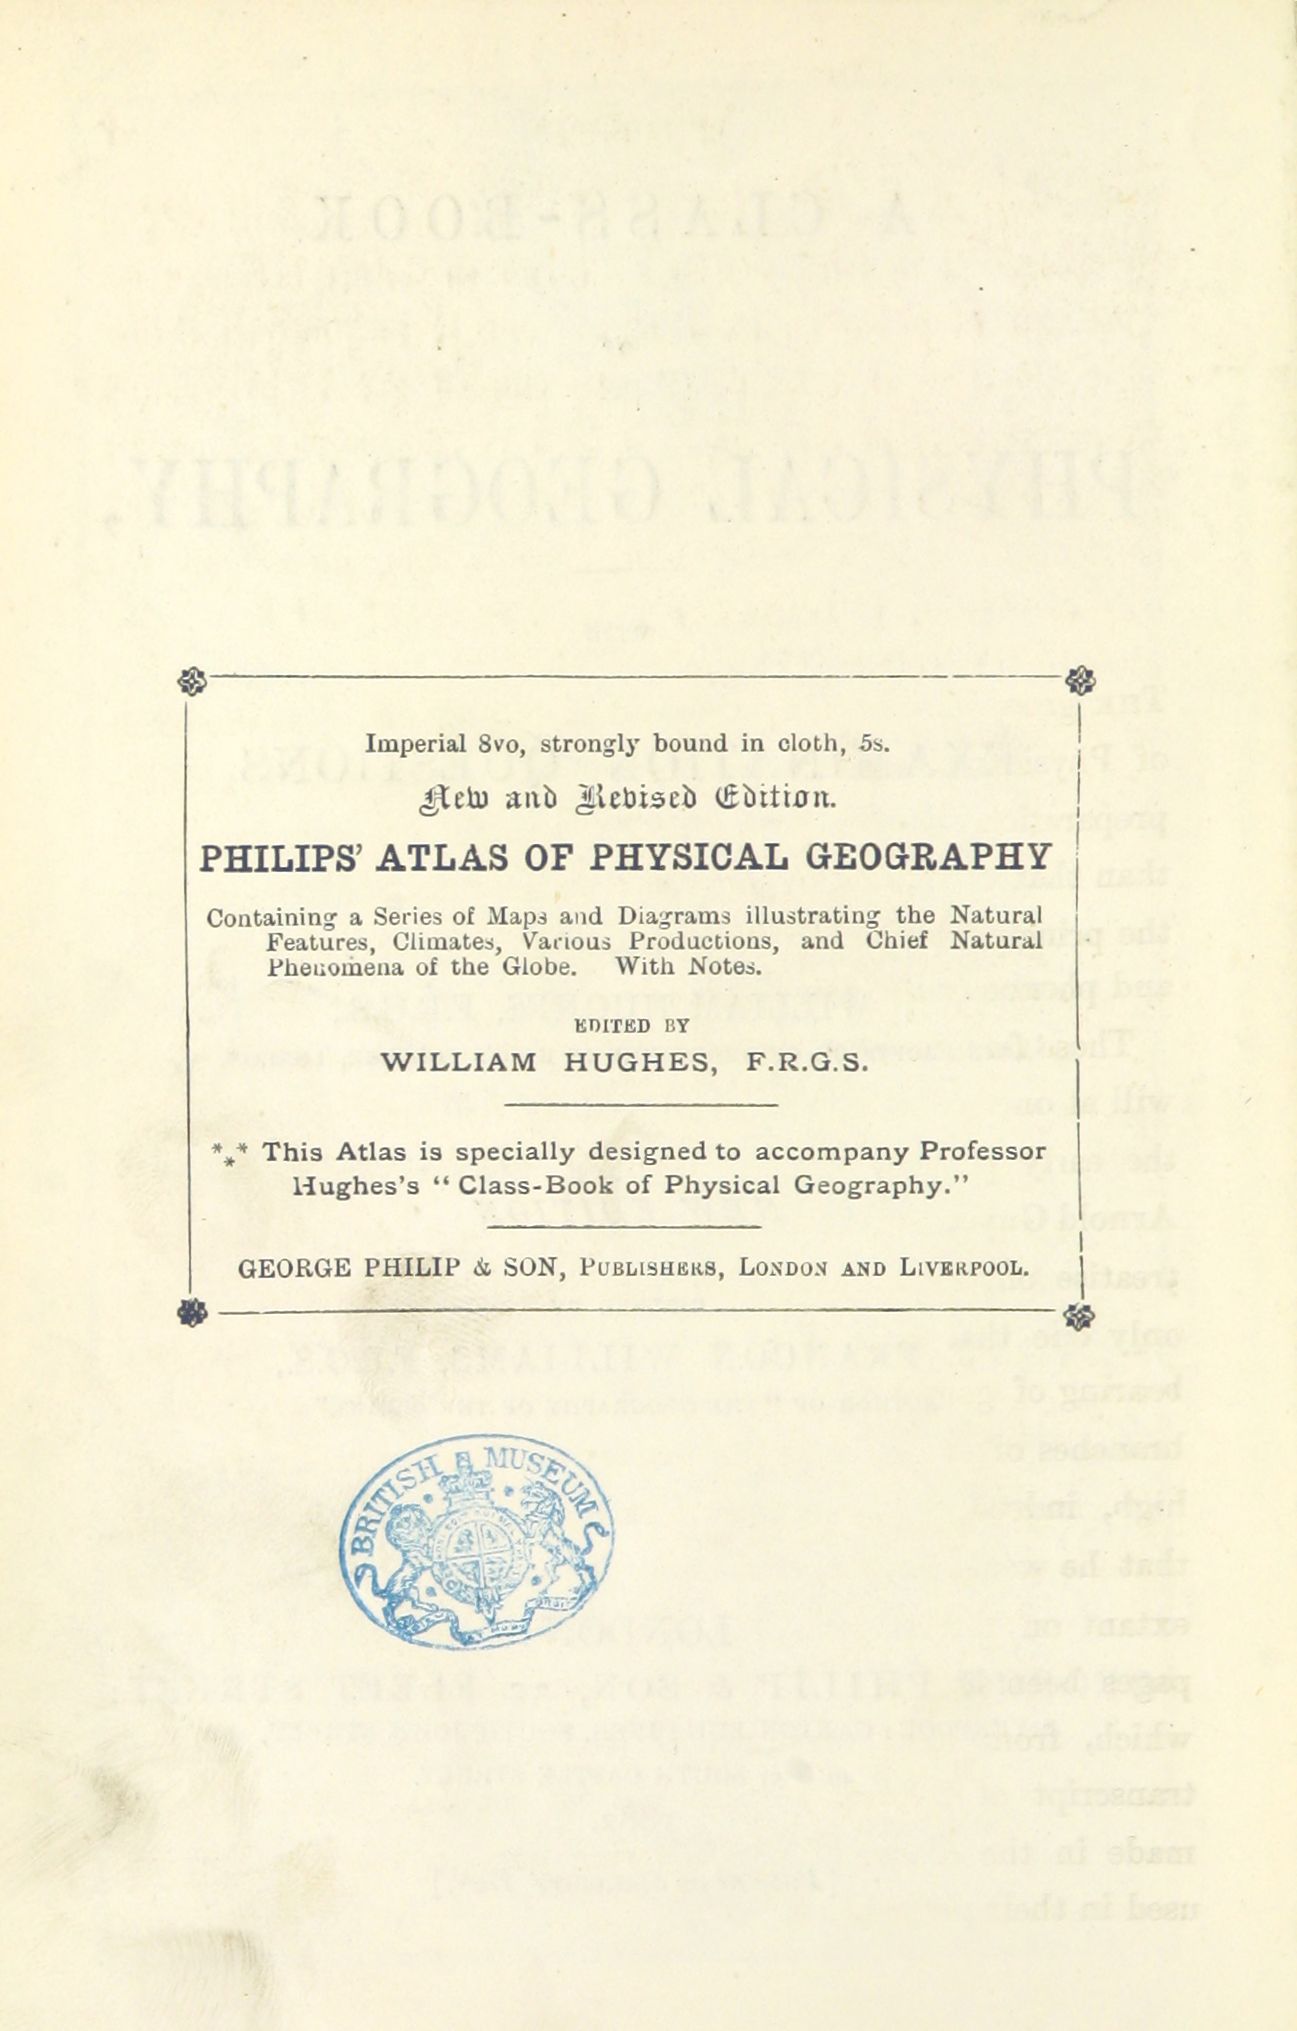 Imperial 8vo, strongly bound in cloth, 5s.
New and Revised Edition.
PHILIPS' ATLAS OF PHYSICAL GEOGRAPHY
Containing a Series of Maps and Diagrams illustrating the Natural
Features, Climates, Various Productions, and Chief Natural
Phenomena of the Globe. With Notes.
EDITED BY
WILLIAM HUGHES, F.R.G.S.
*** This Atlas is specially designed to accompany Professor
Hughes's "Class-Book of Physical Geography."
GEORGE PHILIP & SON, PUBLISHERS, LONDON AND LIVERPOOL.
BRITISH MUSEUM